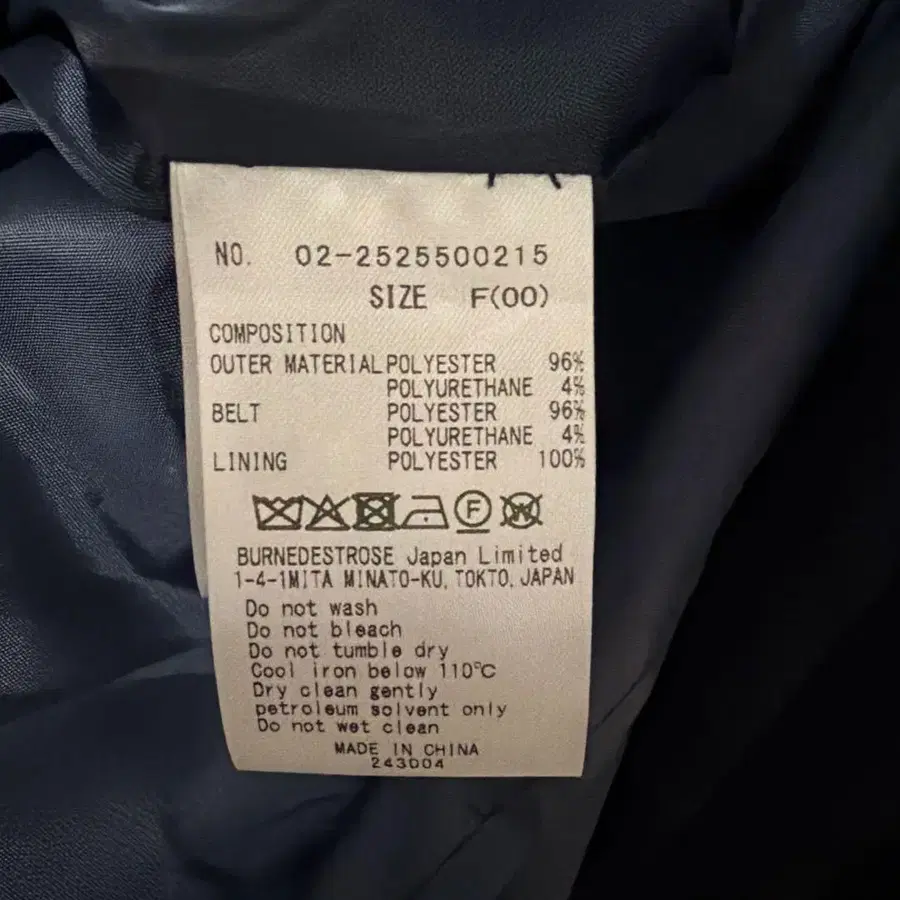 NO. 02-2525500215
SIZE F(00)
COMPOSITION
OUTER MATERIAL POLYESTER 96%
POLYURETHANE 4%
BELT POLYESTER 96%
POLYURETHANE 4%
LINING POLYESTER 100%
F W
BURNEDESTROSE Japan Limited
1-4-1MITA MINATO-KU, TOKTO, JAPAN
Do not wash
Do not bleach
Do not tumble dry
Cool iron below 110℃
Dry clean gently
petroleum solvent only
Do not wet clean
MADE IN CHINA
243004